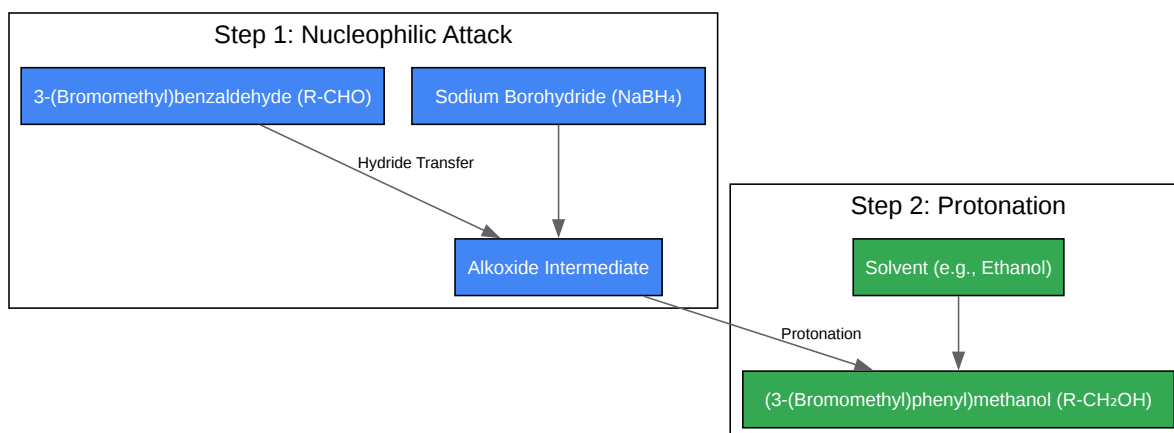 Step 1: Nucleophilic Attack
3-(Bromomethyl)benzaldehyde (R-CHO)
Sodium Borohydride (NaBH₄)
Hydride Transfer
Alkoxide Intermediate
Step 2: Protonation
Solvent (e.g., Ethanol)
Protonation
(3-(Bromomethyl)phenyl)methanol (R-CH₂OH)